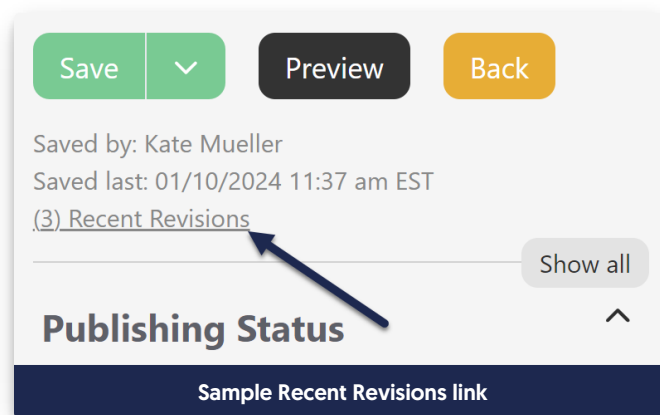 Save Preview Back
Saved by: Kate Mueller
Saved last: 01/10/2024 11:37 am EST
(3) Recent Revisions
Show all
Publishing Status
Sample Recent Revisions link